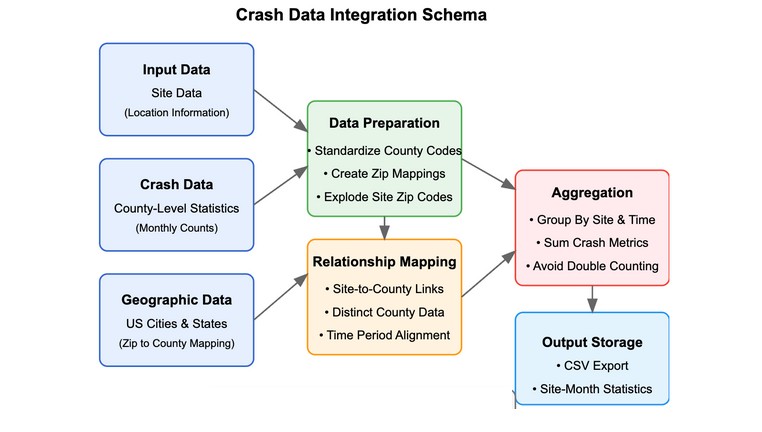 Crash Data Integration Schema
Input Data
Site Data
(Location Information)
Crash Data
County-Level Statistics
(Monthly Counts)
Geographic Data
US Cities & States
(Zip to County Mapping)
Data Preparation
• Standardize County Codes
• Create Zip Mappings
• Explode Site Zip Codes
Relationship Mapping
• Site-to-County Links
• Distinct County Data
• Time Period Alignment
Aggregation
• Group By Site & Time
• Sum Crash Metrics
• Avoid Double Counting
Output Storage
• CSV Export
• Site-Month Statistics